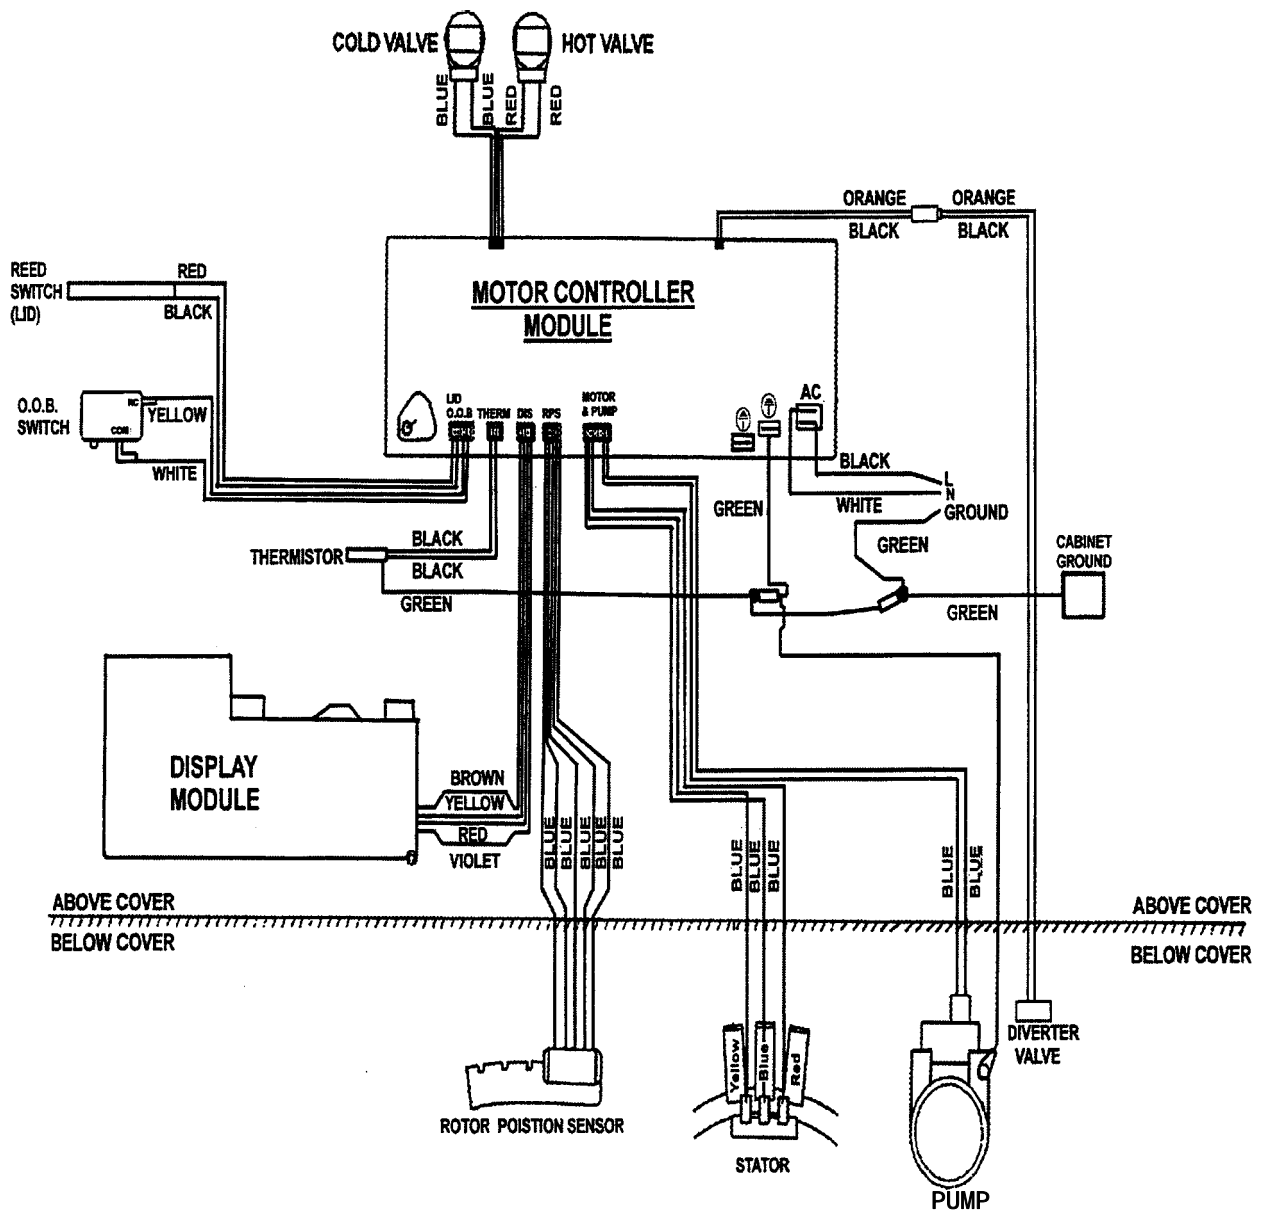 COLD VALVE
HOT VALVE
BLUE
BLUE
RED
RED
ORANGE
ORANGE
BLACK
BLACK
REED
SWITCH
(LID)
RED
BLACK
MOTOR CONTROLLER
MODULE
O.O.B.
SWITCH
NC
COM
YELLOW
WHITE
LID
O.O.B
THERM
DIS
RPS
MOTOR
& PUMP
AC
BLACK
L
N
WHITE
GROUND
GREEN
GREEN
CABINET
GROUND
THERMISTOR
BLACK
BLACK
GREEN
GREEN
DISPLAY
MODULE
BROWN
YELLOW
RED
VIOLET
BLUE
BLUE
BLUE
BLUE
BLUE
BLUE
BLUE
BLUE
BLUE
BLUE
ABOVE COVER
BELOW COVER
ABOVE COVER
BELOW COVER
Yellow
Blue
Red
ROTOR POISTION SENSOR
STATOR
DIVERTER
VALVE
PUMP